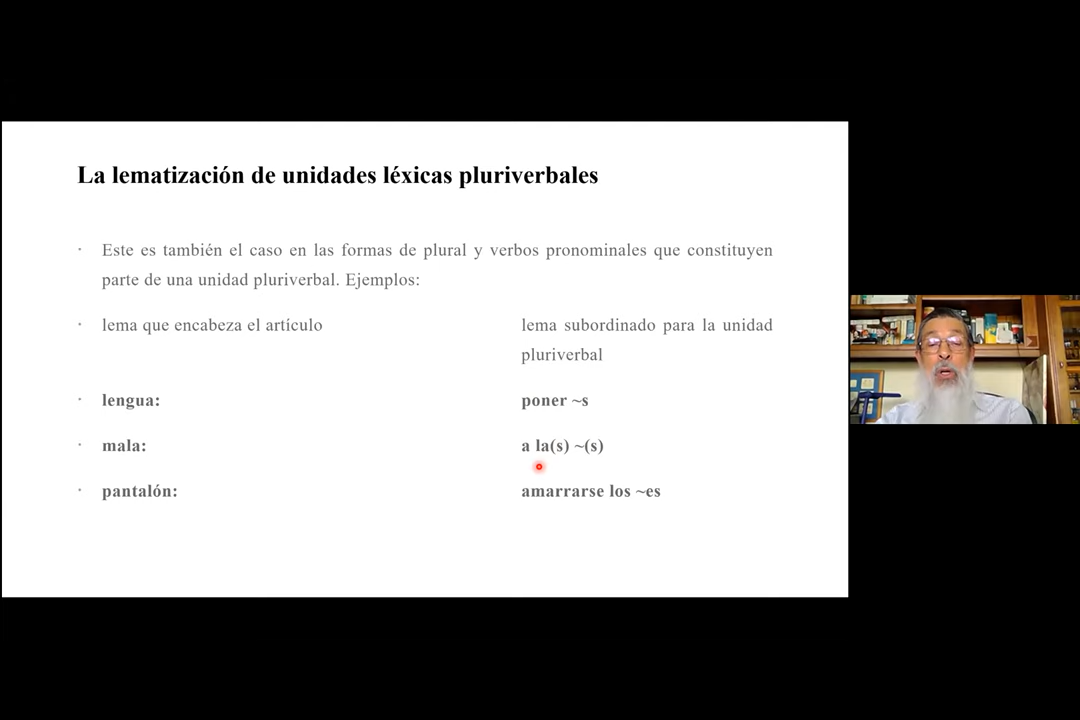 La lematización de unidades léxicas pluriverbales
· Este es también el caso en las formas de plural y verbos pronominales que constituyen
parte de una unidad pluriverbal. Ejemplos:
· lema que encabeza el artículo lema subordinado para la unidad
pluriverbal
· lengua: poner ~s
· mala: a la(s) ~(s)
· pantalón: amarrarse los ~es